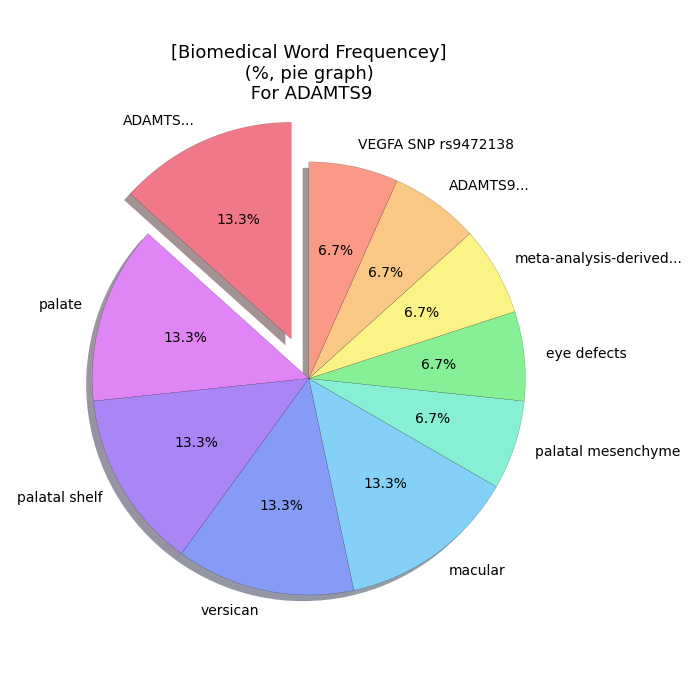 [Biomedical Word Frequencey]
(%, pie graph)
For ADAMTS9
ADAMTS...
VEGFA SNP rs9472138
ADAMTS9...
meta-analysis-derived...
eye defects
palatal mesenchyme
macular
versican
palatal shelf
palate
13.3%
6.7%
6.7%
6.7%
6.7%
6.7%
13.3%
13.3%
13.3%
13.3%